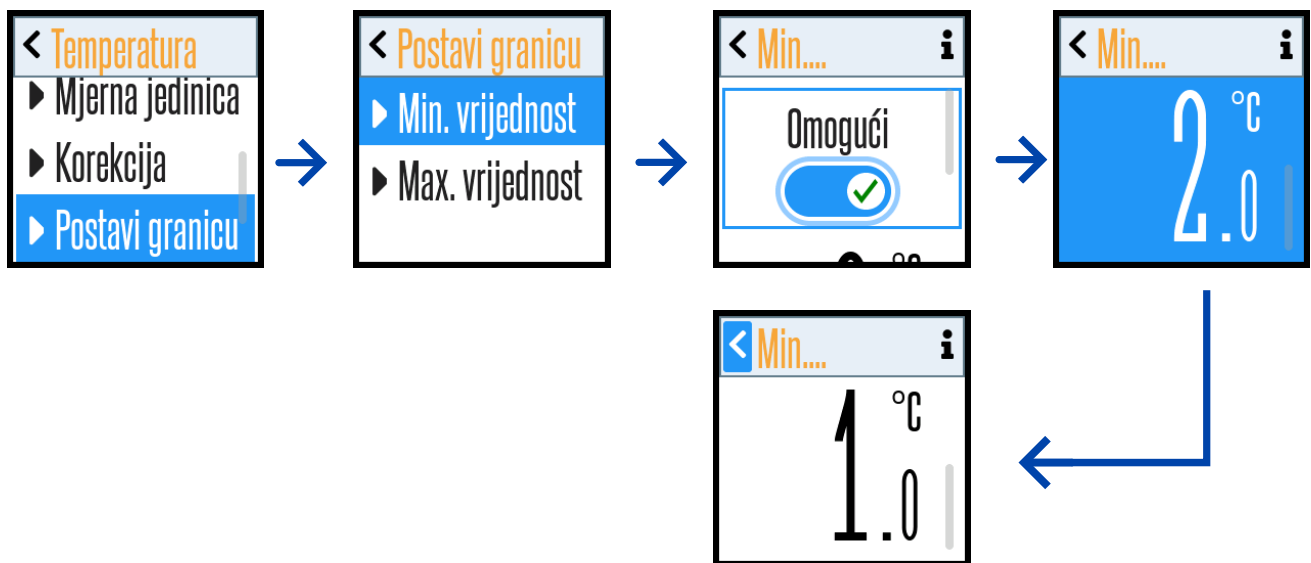 Temperatura
Mjerna jedinica
Korekcija
Postavi granicu
Postavi granicu
Min. vrijednost
Max. vrijednost
Min.... i
Omogući
Min.... i
2.0 °C
Min.... i
1.0 °C